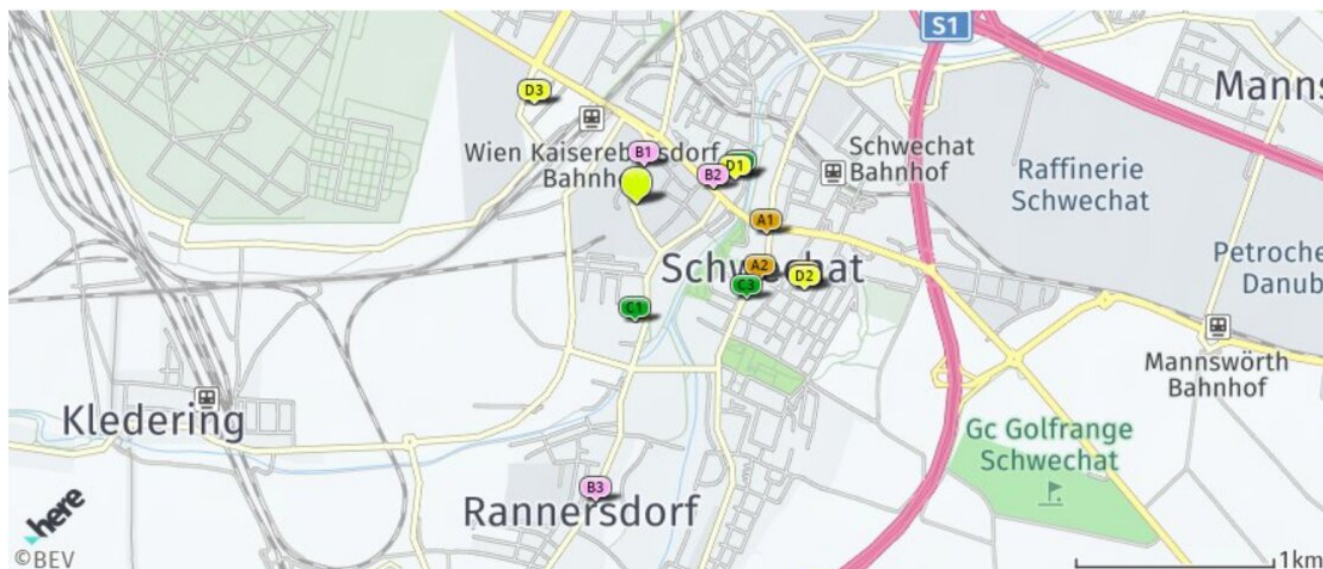 S1
Manns
D3
Wien Kaiserebersdorf
Bahnhof
B1
D1
B2
Schwechat
Bahnhof
Raffinerie
Schwechat
A1
Petroche
Danub
Schwechat
A2
D2
C3
C1
Mannswörth
Bahnhof
Kledering
Gc Golfrange
Schwechat
B3
Rannersdorf
here
©BEV
1km